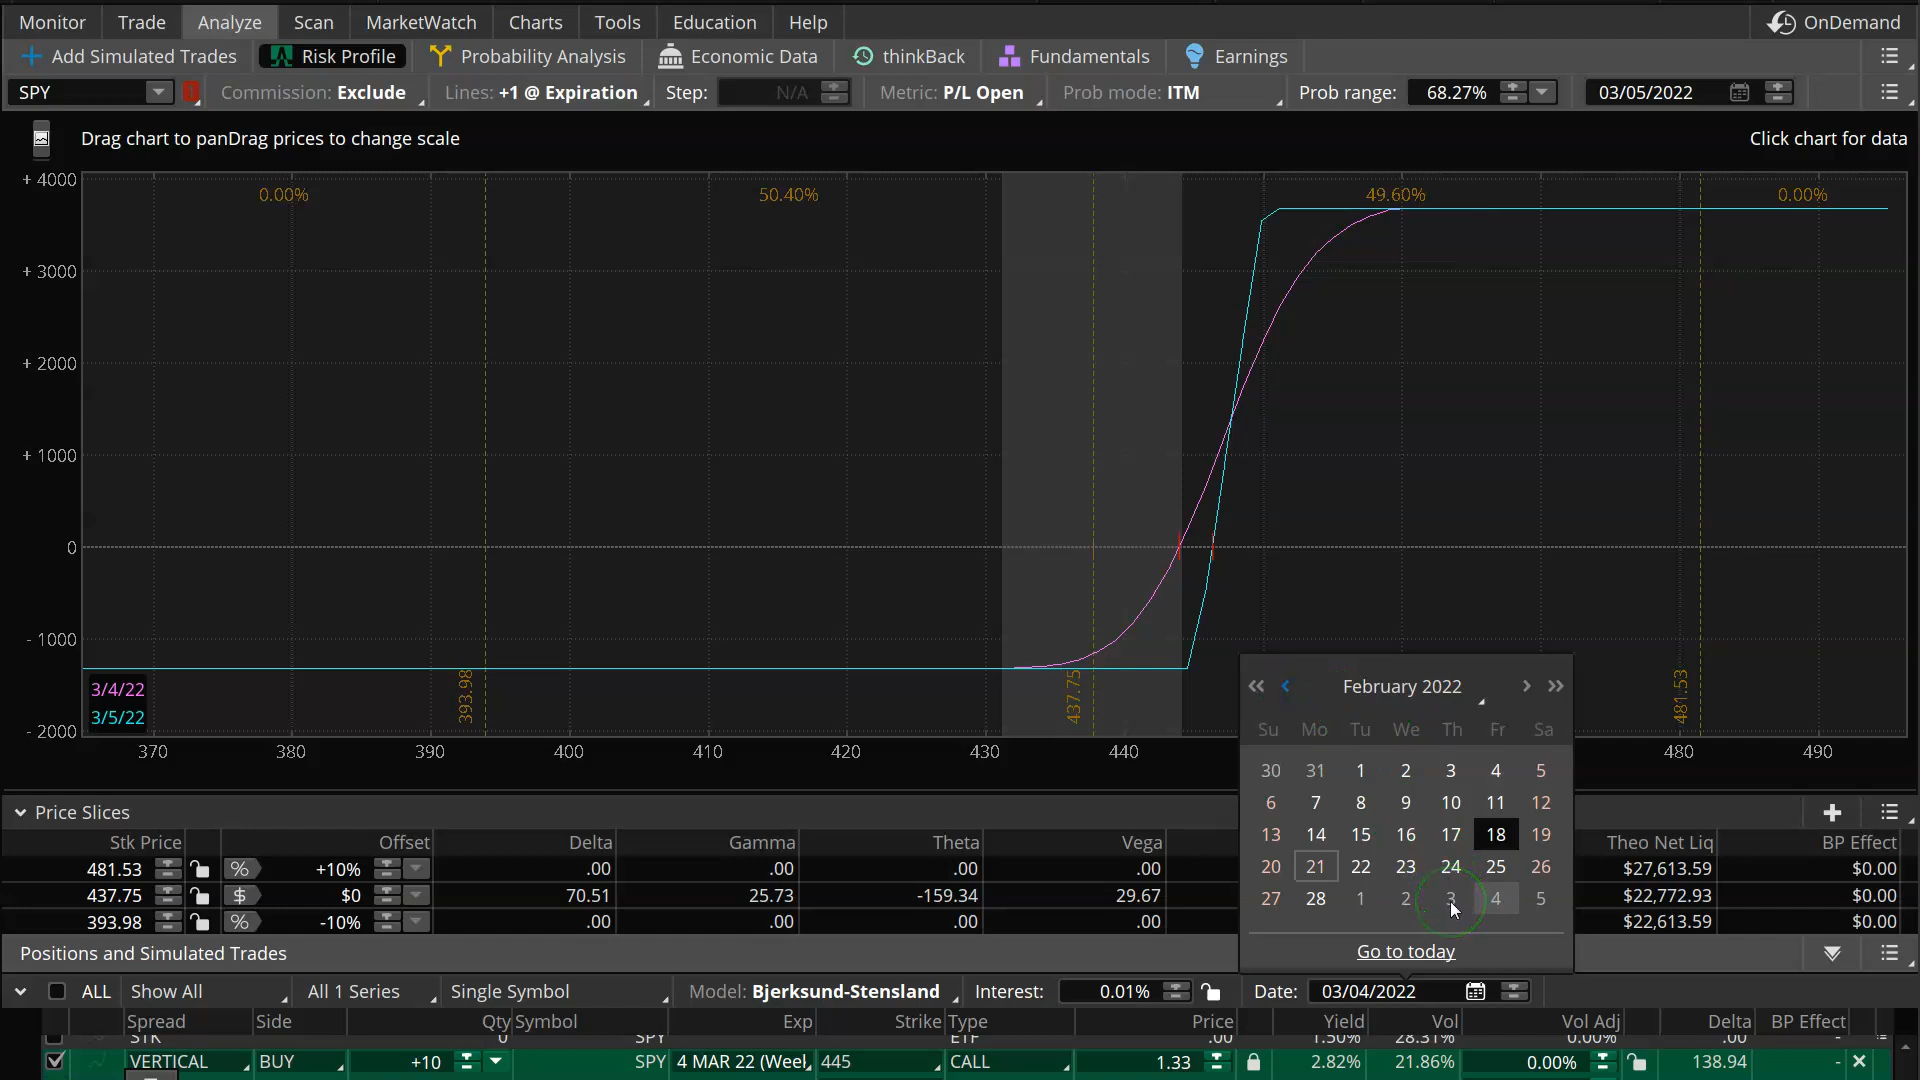 Monitor Trade Analyze Scan MarketWatch Charts Tools Education Help OnDemand
Add Simulated Trades Risk Profile Probability Analysis Economic Data thinkBack Fundamentals Earnings
SPY Commission: Exclude Lines: +1 @ Expiration Step: N/A Metric: P/L Open Prob mode: ITM Prob range: 68.27% 03/05/2022
Drag chart to panDrag prices to change scale Click chart for data
+ 4000
0.00% 50.40% 49.60% 0.00%
+ 3000
+ 2000
+ 1000
0
- 1000
393.98 437.75 481.53
3/4/22
3/5/22
- 2000
370 380 390 400 410 420 430 440 480 490
February 2022
Su Mo Tu We Th Fr Sa
30 31 1 2 3 4 5
6 7 8 9 10 11 12
13 14 15 16 17 18 19
20 21 22 23 24 25 26
27 28 1 2 3 4 5
Go to today
Price Slices
Stk Price Offset Delta Gamma Theta Vega Theo Net Liq BP Effect
481.53 % +10% .00 .00 .00 .00 $27,613.59 $0.00
437.75 $ $0 70.51 25.73 -159.34 29.67 $22,772.93 $0.00
393.98 % -10% .00 .00 .00 .00 $22,613.59 $0.00
Positions and Simulated Trades
ALL Show All All 1 Series Single Symbol Model: Bjerksund-Stensland Interest: 0.01% Date: 03/04/2022
Spread Side Qty Symbol Exp Strike Type Price Yield Vol Vol Adj Delta BP Effect
STK 0 SPY ETF .00 1.50% 28.31% 0.00% .00 -
VERTICAL BUY +10 SPY 4 MAR 22 (Weel 445 CALL 1.33 2.82% 21.86% 0.00% 138.94 -